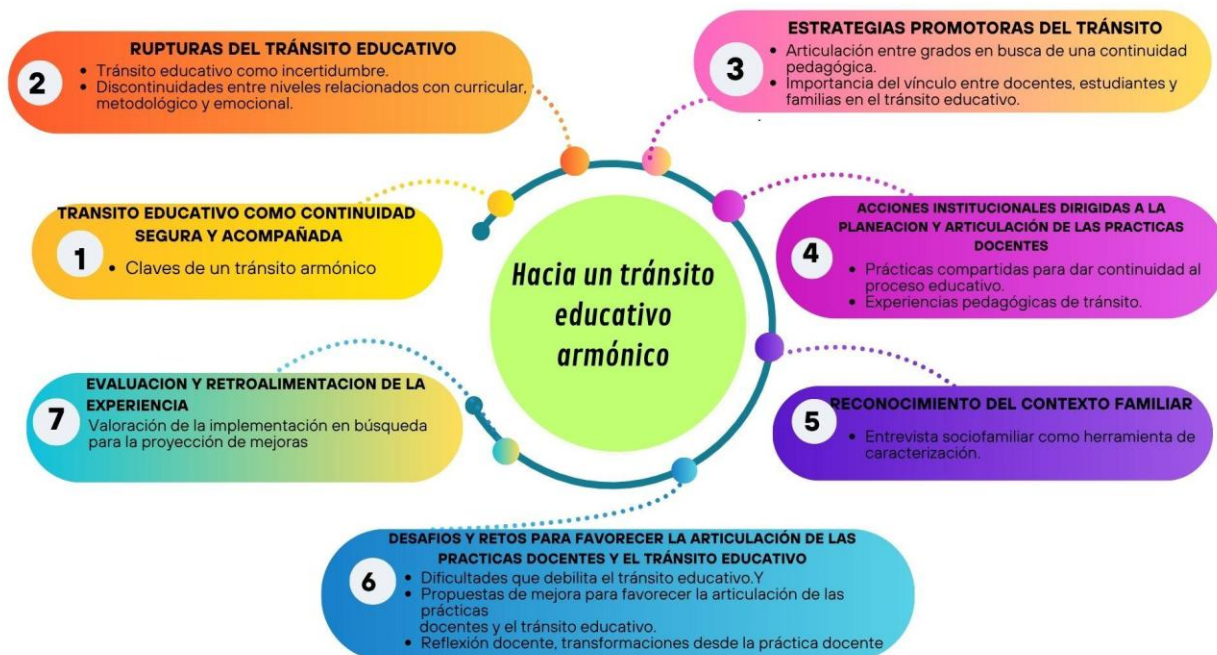 Hacia un tránsito
educativo
armónico
1
TRANSITO EDUCATIVO COMO CONTINUIDAD
SEGURA Y ACOMPAÑADA
• Claves de un tránsito armónico
2
RUPTURAS DEL TRÁNSITO EDUCATIVO
• Tránsito educativo como incertidumbre.
• Discontinuidades entre niveles relacionados con curricular,
metodológico y emocional.
3
ESTRATEGIAS PROMOTORAS DEL TRÁNSITO
• Articulación entre grados en busca de una continuidad
pedagógica.
• Importancia del vínculo entre docentes, estudiantes y
familias en el tránsito educativo.
4
ACCIONES INSTITUCIONALES DIRIGIDAS A LA
PLANEACION Y ARTICULACIÓN DE LAS PRACTICAS
DOCENTES
• Prácticas compartidas para dar continuidad al
proceso educativo.
• Experiencias pedagógicas de tránsito.
5
RECONOCIMIENTO DEL CONTEXTO FAMILIAR
• Entrevista sociofamiliar como herramienta de
caracterización.
6
DESAFIOS Y RETOS PARA FAVORECER LA ARTICULACIÓN DE LAS
PRACTICAS DOCENTES Y EL TRÁNSITO EDUCATIVO
• Dificultades que debilita el tránsito educativo.Y
• Propuestas de mejora para favorecer la articulación de las
prácticas
docentes y el tránsito educativo.
• Reflexión docente, transformaciones desde la práctica docente
7
EVALUACION Y RETROALIMENTACION DE LA
EXPERIENCIA
Valoración de la implementación en búsqueda
para la proyección de mejoras